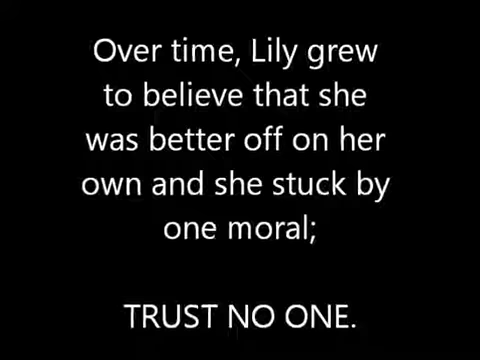 Over time, Lily grew
to believe that she
was better off on her
own and she stuck by
one moral;
TRUST NO ONE.